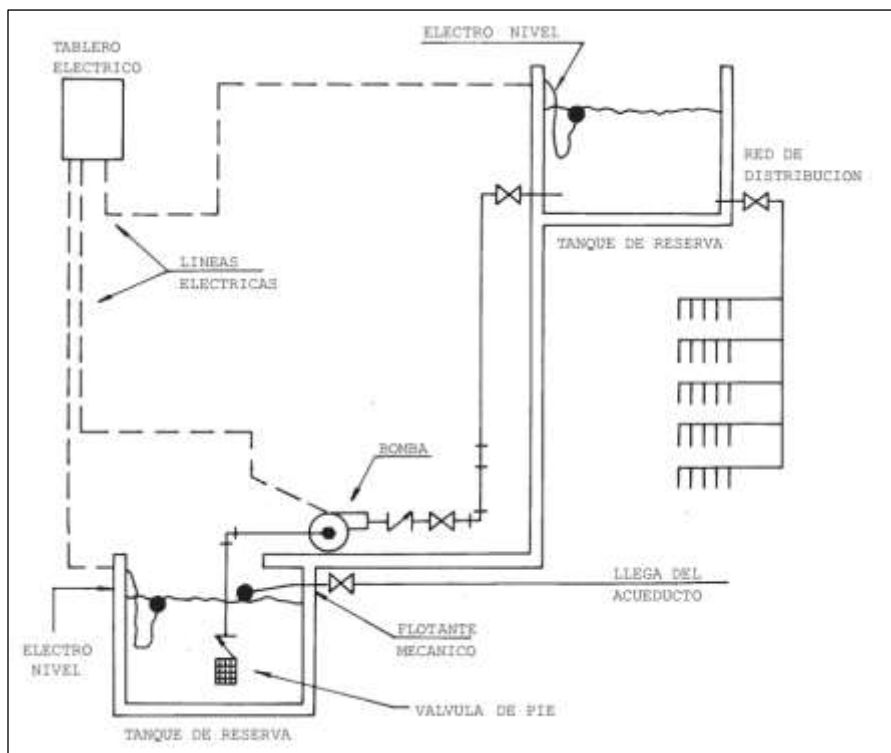 ELECTRO NIVEL
TABLERO
ELECTRICO
RED DE
DISTRIBUCION
TANQUE DE RESERVA
LINEAS
ELECTRICAS
BOMBA
LLEGA DEL
ACUEDUCTO
FLOTANTE
MECANICO
ELECTRO
NIVEL
VALVULA DE PIE
TANQUE DE RESERVA